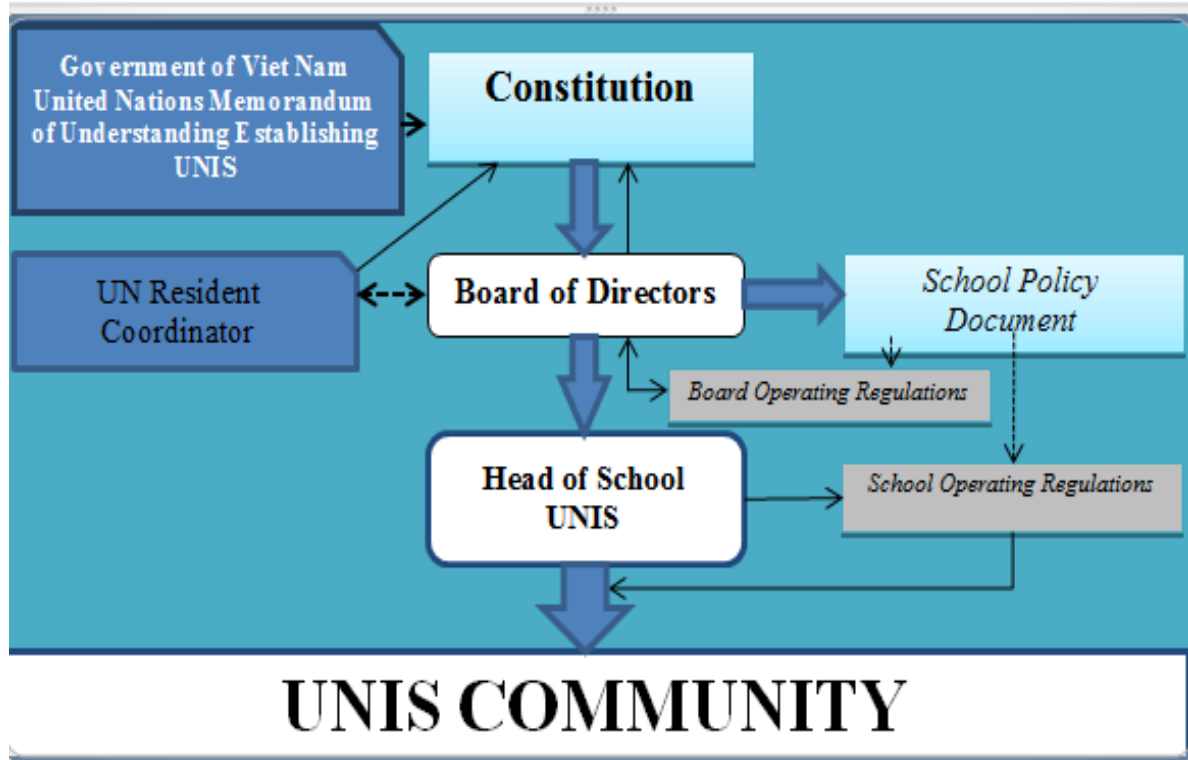 Government of Viet Nam
United Nations Memorandum
of Understanding Establishing
UNIS
Constitution
UN Resident
Coordinator
Board of Directors
School Policy
Document
Board Operating Regulations
Head of School
UNIS
School Operating Regulations
UNIS COMMUNITY